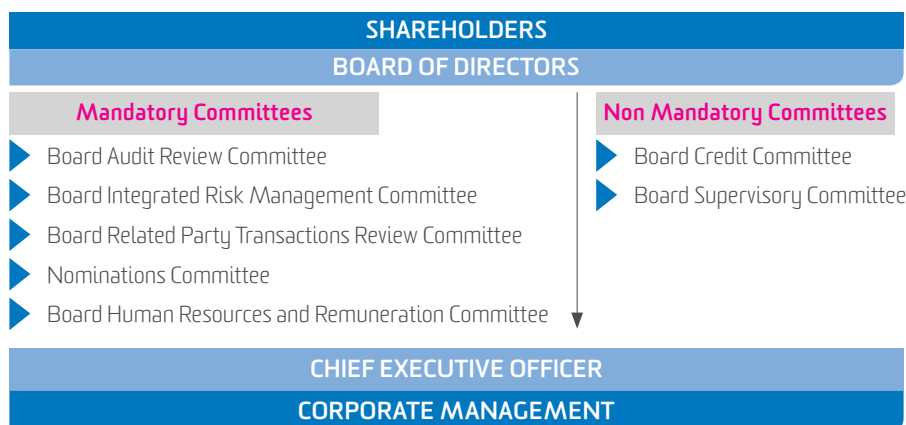 SHAREHOLDERS
BOARD OF DIRECTORS
Mandatory Committees
Board Audit Review Committee
Board Integrated Risk Management Committee
Board Related Party Transactions Review Committee
Nominations Committee
Board Human Resources and Remuneration Committee
Non Mandatory Committees
Board Credit Committee
Board Supervisory Committee
CHIEF EXECUTIVE OFFICER
CORPORATE MANAGEMENT